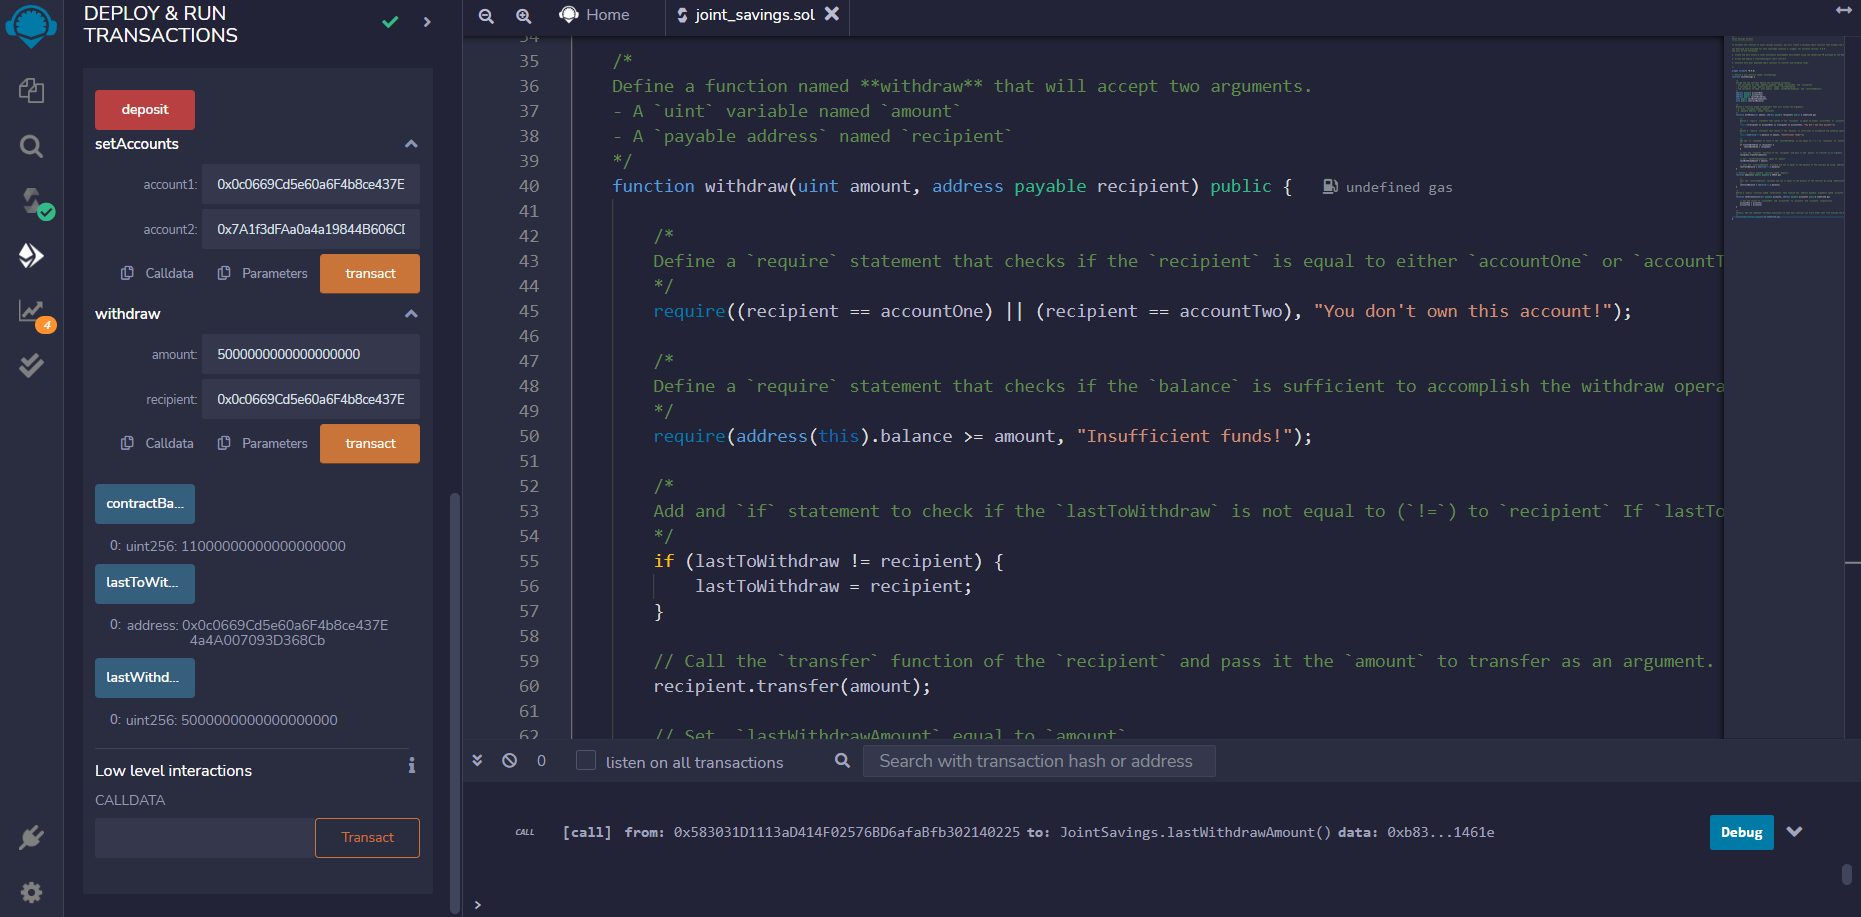 DEPLOY & RUN
TRANSACTIONS
deposit
setAccounts
account1: 0x0c0669Cd5e60a6F4b8ce437E
account2: 0x7A1f3dFAa0a4a19844B606CD
Calldata Parameters transact
withdraw
amount: 5000000000000000000
recipient: 0x0c0669Cd5e60a6F4b8ce437E
Calldata Parameters transact
contractBa...
0: uint256: 11000000000000000000
lastToWit...
0: address: 0x0c0669Cd5e60a6F4b8ce437E
4a4A007093D368Cb
lastWithd...
0: uint256: 5000000000000000000
Low level interactions
CALLDATA
Transact
4
Home joint_savings.sol
34
35 /*
36 Define a function named **withdraw** that will accept two arguments.
37 - A `uint` variable named `amount`
38 - A `payable address` named `recipient`
39 */
40 function withdraw(uint amount, address payable recipient) public { undefined gas
41
42 /*
43 Define a `require` statement that checks if the `recipient` is equal to either `accountOne` or `accountT
44 */
45 require((recipient == accountOne) || (recipient == accountTwo), "You don't own this account!");
46
47 /*
48 Define a `require` statement that checks if the `balance` is sufficient to accomplish the withdraw opera
49 */
50 require(address(this).balance >= amount, "Insufficient funds!");
51
52 /*
53 Add and `if` statement to check if the `lastToWithdraw` is not equal to (`!=`) to `recipient` If `lastTo
54 */
55 if (lastToWithdraw != recipient) {
56 lastToWithdraw = recipient;
57 }
58
59 // Call the `transfer` function of the `recipient` and pass it the `amount` to transfer as an argument.
60 recipient.transfer(amount);
61
62 // Set `lastWithdrawAmount` equal to `amount`
0 listen on all transactions Search with transaction hash or address
CALL [call] from: 0x583031D1113aD414F02576BD6afaBfb302140225 to: JointSavings.lastWithdrawAmount() data: 0xb83...1461e Debug
>